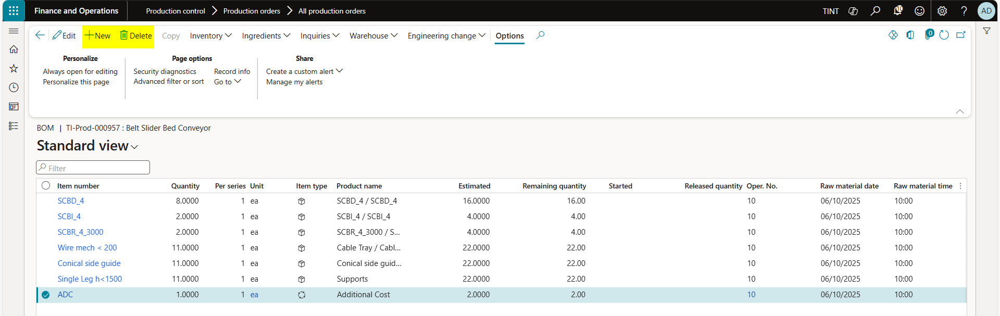 Finance and Operations Production control Production orders All production orders TINT 10 ? AD
Edit New Delete Copy Inventory Ingredients Inquiries Warehouse Engineering change Options 0
Personalize Page options Share
Always open for editing Security diagnostics Record info Create a custom alert
Personalize this page Advanced filter or sort Go to Manage my alerts
BOM | TI-Prod-000957 : Belt Slider Bed Conveyor
Standard view
Filter
Item number Quantity Per series Unit Item type Product name Estimated Remaining quantity Started Released quantity Oper. No. Raw material date Raw material time
SCBD_4 8.0000 1 ea SCBD_4 / SCBD_4 16.0000 16.00 10 06/10/2025 10:00
SCBI_4 2.0000 1 ea SCBI_4 / SCBI_4 4.0000 4.00 10 06/10/2025 10:00
SCBR_4_3000 2.0000 1 ea SCBR_4_3000 / S... 4.0000 4.00 10 06/10/2025 10:00
Wire mech < 200 11.0000 1 ea Cable Tray / Cabl... 22.0000 22.00 10 06/10/2025 10:00
Conical side guide 11.0000 1 ea Conical side guid... 22.0000 22.00 10 06/10/2025 10:00
Single Leg h<1500 11.0000 1 ea Supports 22.0000 22.00 10 06/10/2025 10:00
ADC 1.0000 1 ea Additional Cost 2.0000 2.00 10 06/10/2025 10:00